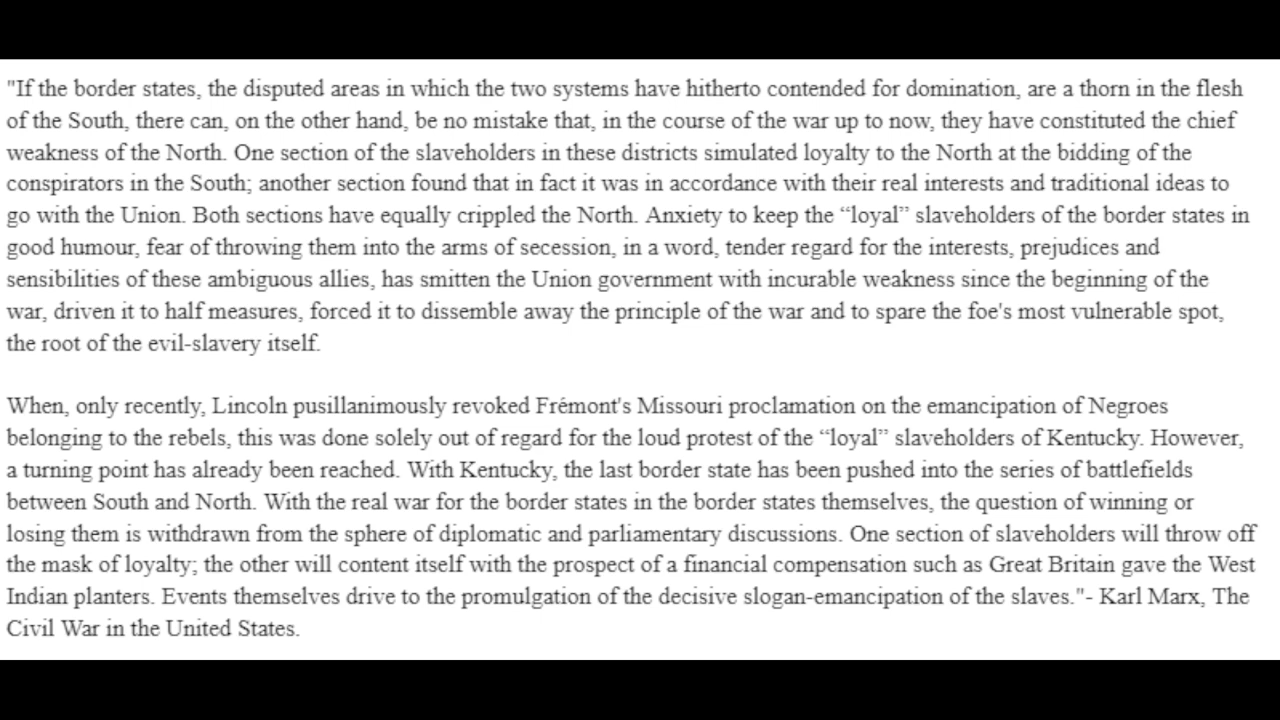 "If the border states, the disputed areas in which the two systems have hitherto contended for domination, are a thorn in the flesh
of the South, there can, on the other hand, be no mistake that, in the course of the war up to now, they have constituted the chief
weakness of the North. One section of the slaveholders in these districts simulated loyalty to the North at the bidding of the
conspirators in the South; another section found that in fact it was in accordance with their real interests and traditional ideas to
go with the Union. Both sections have equally crippled the North. Anxiety to keep the “loyal” slaveholders of the border states in
good humour, fear of throwing them into the arms of secession, in a word, tender regard for the interests, prejudices and
sensibilities of these ambiguous allies, has smitten the Union government with incurable weakness since the beginning of the
war, driven it to half measures, forced it to dissemble away the principle of the war and to spare the foe's most vulnerable spot,
the root of the evil-slavery itself.
When, only recently, Lincoln pusillanimously revoked Frémont's Missouri proclamation on the emancipation of Negroes
belonging to the rebels, this was done solely out of regard for the loud protest of the “loyal” slaveholders of Kentucky. However,
a turning point has already been reached. With Kentucky, the last border state has been pushed into the series of battlefields
between South and North. With the real war for the border states in the border states themselves, the question of winning or
losing them is withdrawn from the sphere of diplomatic and parliamentary discussions. One section of slaveholders will throw off
the mask of loyalty; the other will content itself with the prospect of a financial compensation such as Great Britain gave the West
Indian planters. Events themselves drive to the promulgation of the decisive slogan-emancipation of the slaves."- Karl Marx, The
Civil War in the United States.